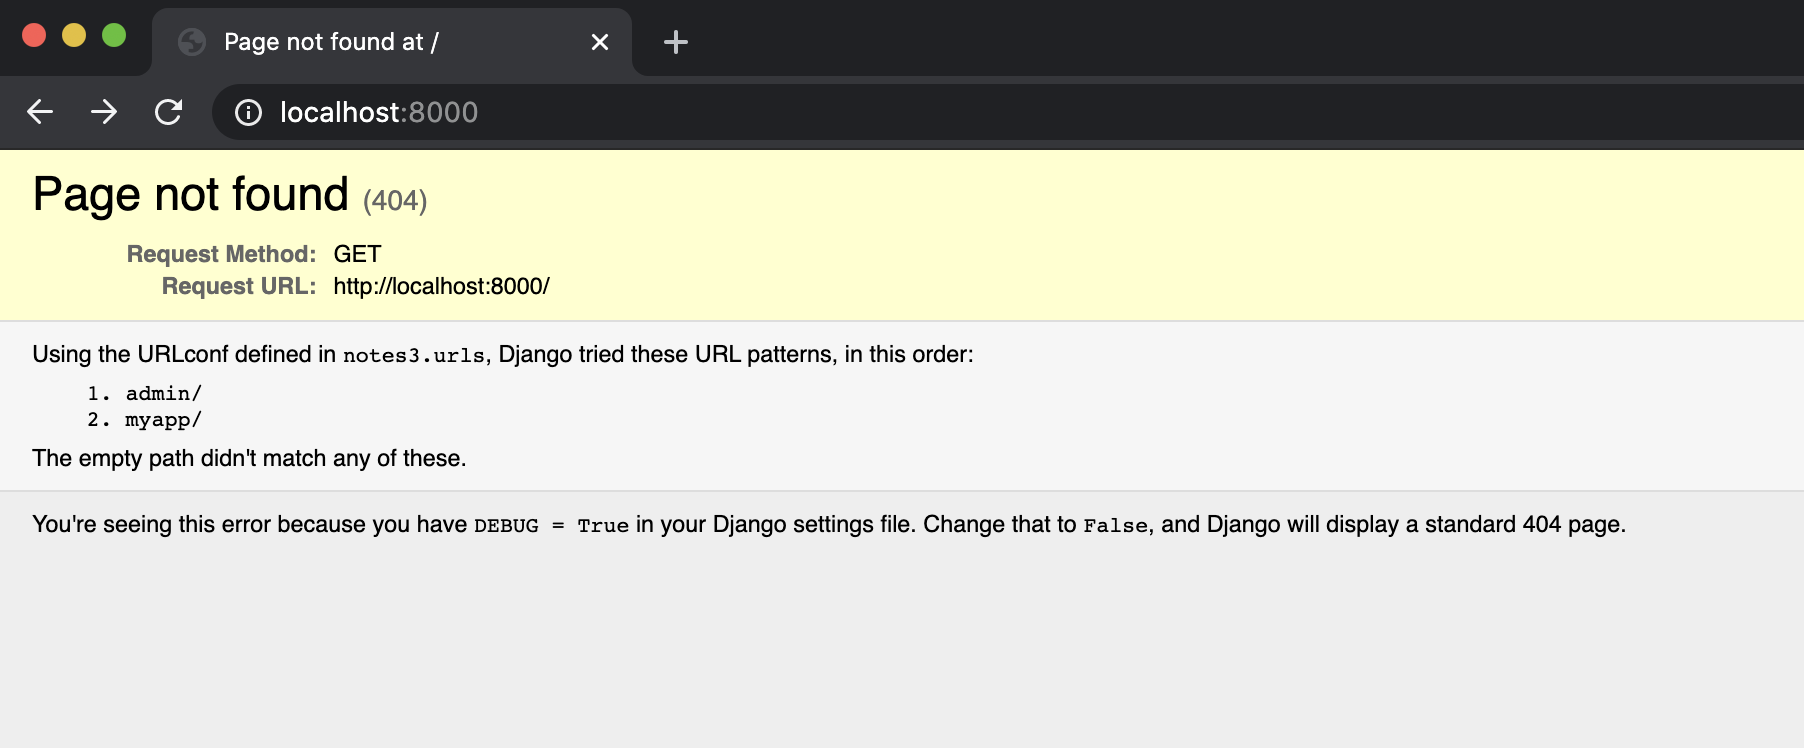 Page not found at /
localhost:8000
Page not found (404)
Request Method: GET
Request URL: http://localhost:8000/
Using the URLconf defined in notes3.urls, Django tried these URL patterns, in this order:
1. admin/
2. myapp/
The empty path didn't match any of these.
You're seeing this error because you have DEBUG = True in your Django settings file. Change that to False, and Django will display a standard 404 page.